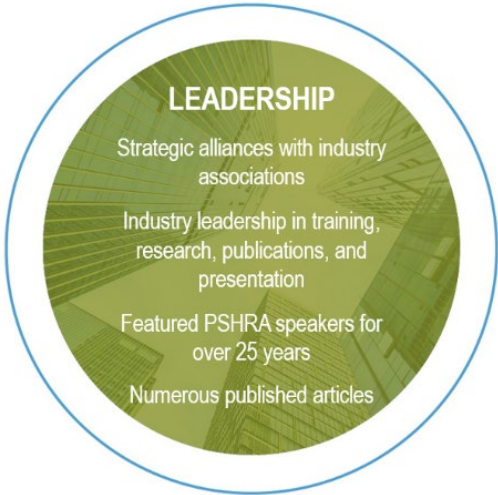 LEADERSHIP
Strategic alliances with industry
associations
Industry leadership in training,
research, publications, and
presentation
Featured PSHRA speakers for
over 25 years
Numerous published articles